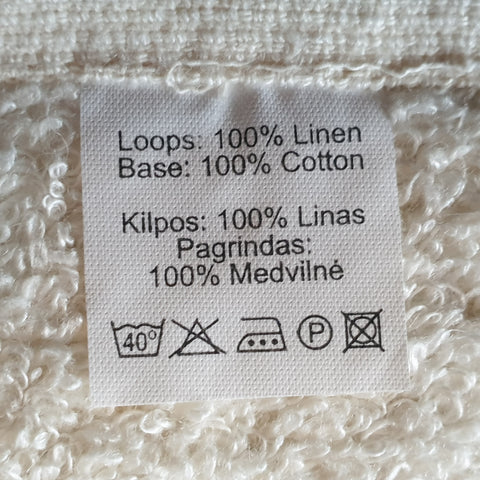 Loops: 100% Linen
Base: 100% Cotton
Kilpos: 100% Linas
Pagrindas:
100% Medvilnė
40° P